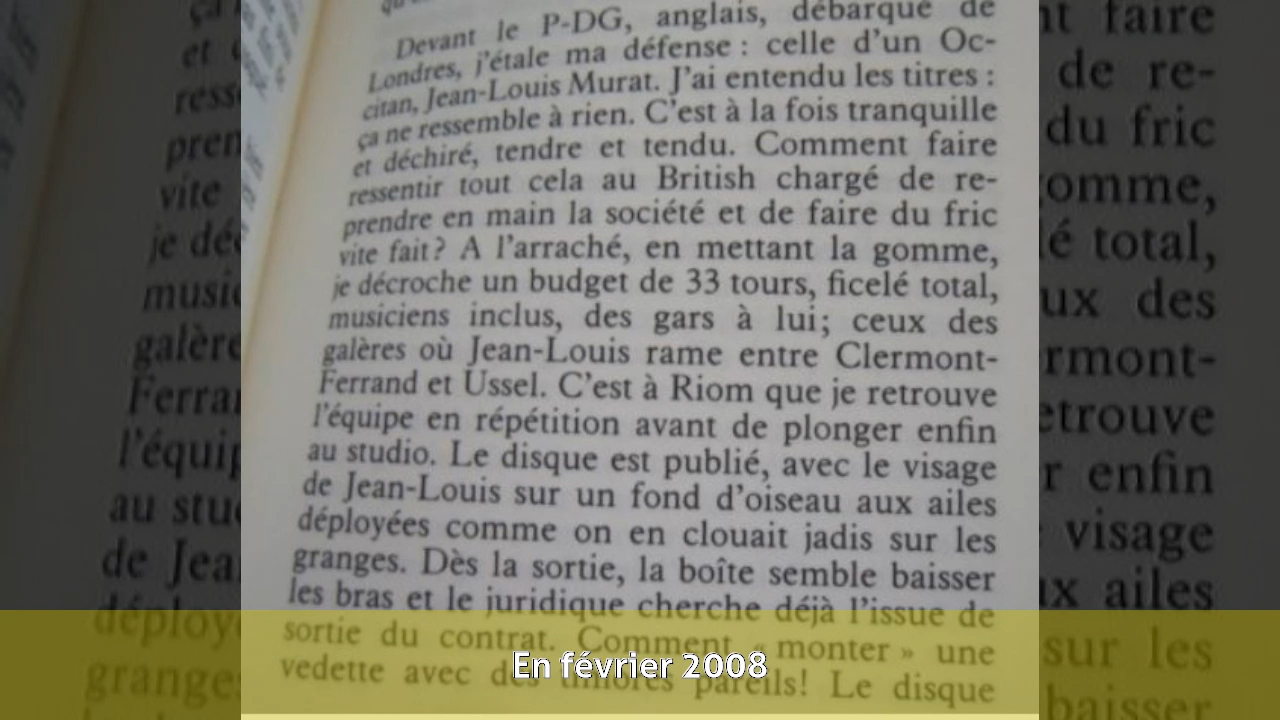 Devant le P-DG, anglais, débarqué de
Londres, j'étale ma défense : celle d'un Oc-
citan, Jean-Louis Murat. J'ai entendu les titres :
ça ne ressemble à rien. C'est à la fois tranquille
et déchiré, tendre et tendu. Comment faire
ressentir tout cela au British chargé de re-
prendre en main la société et de faire du fric
vite fait? A l'arraché, en mettant la gomme,
je décroche un budget de 33 tours, ficelé total,
musiciens inclus, des gars à lui; ceux des
galères où Jean-Louis rame entre Clermont-
Ferrand et Ussel. C'est à Riom que je retrouve
l'équipe en répétition avant de plonger enfin
au studio. Le disque est publié, avec le visage
de Jean-Louis sur un fond d'oiseau aux ailes
déployées comme on en clouait jadis sur les
granges. Dès la sortie, la boîte semble baisser
les bras et le juridique cherche déjà l'issue de
sortie du contrat. Comment « monter » une
vedette avec des timorés pareils! Le disque
En février 2008